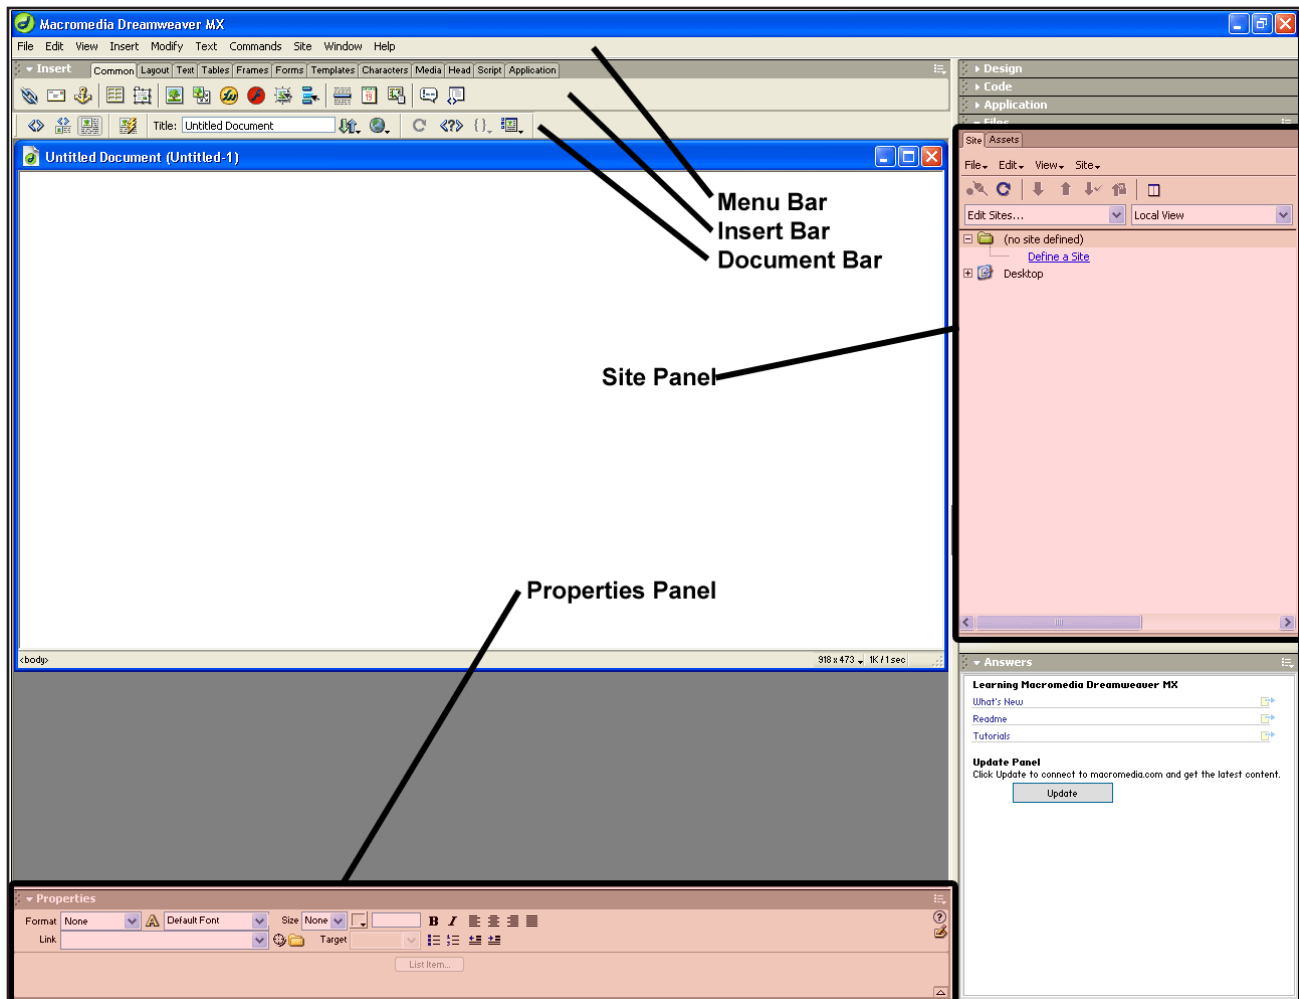 Macromedia Dreamweaver MX
File Edit View Insert Modify Text Commands Site Window Help
Insert Common Layout Text Tables Frames Forms Templates Characters Media Head Script Application
Title: Untitled Document
Untitled Document (Untitled-1)
Menu Bar
Insert Bar
Document Bar
Site Panel
Properties Panel
<body> 918 x 473 1K / 1 sec
Design
Code
Application
Files
Site Assets
File Edit View Site
Edit Sites... Local View
(no site defined)
Define a Site
Desktop
Answers
Learning Macromedia Dreamweaver MX
What's New
Readme
Tutorials
Update Panel
Click Update to connect to macromedia.com and get the latest content.
Update
Properties
Format None Default Font Size None B I
Link Target
List Item...